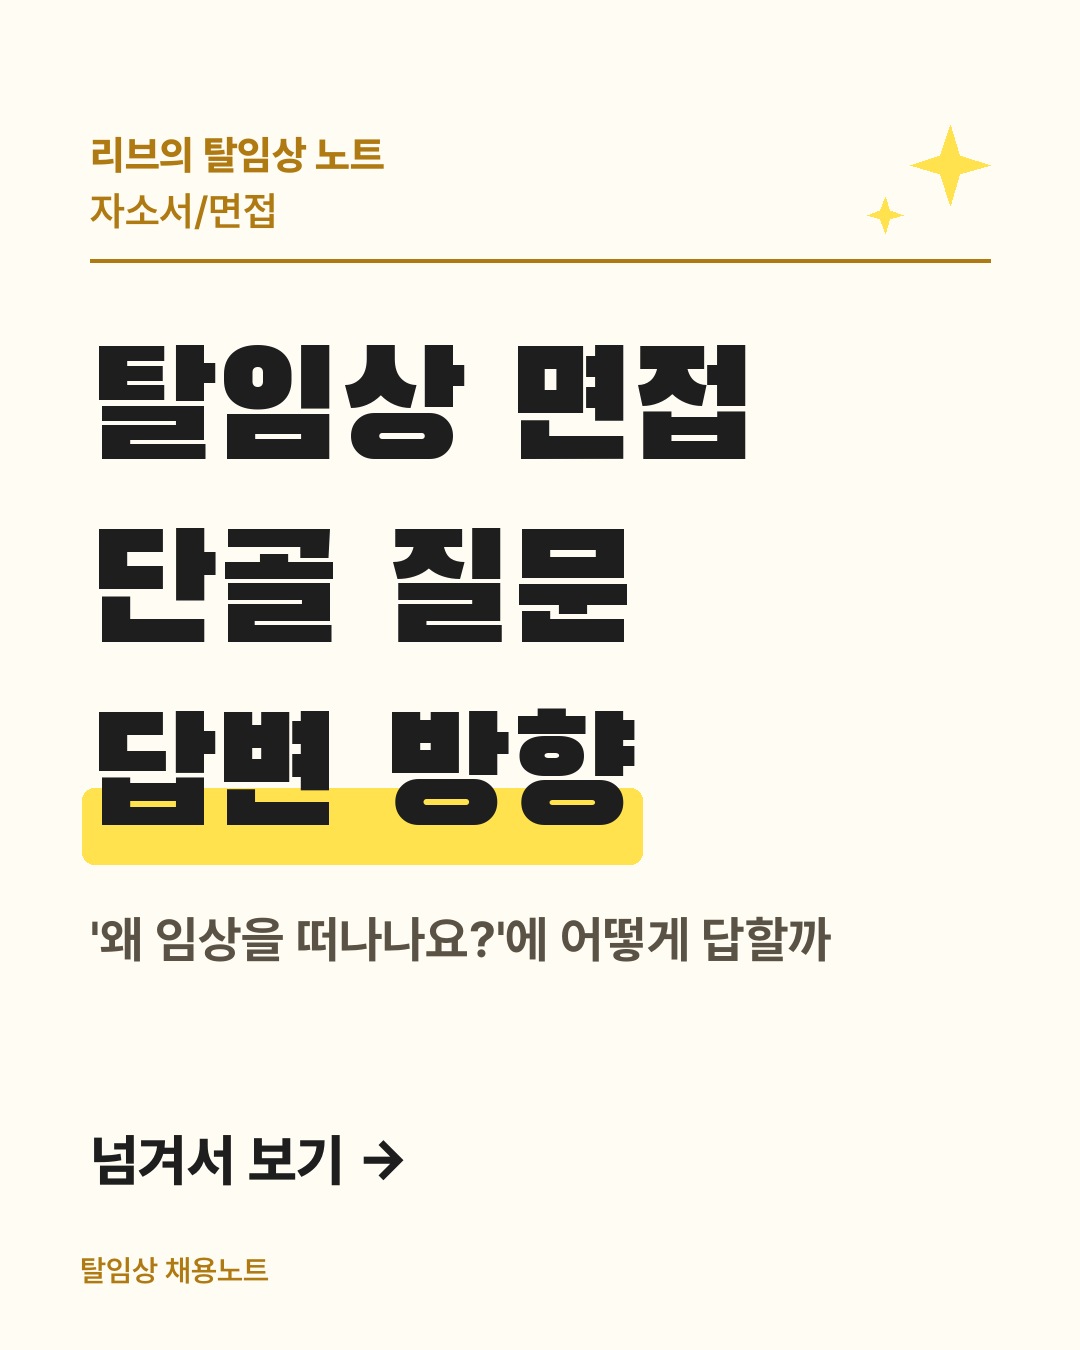 리브의 탈임상 노트
자소서/면접
탈임상 면접
단골 질문
답변 방향
'왜 임상을 떠나나요?'에 어떻게 답할까
넘겨서 보기 →
탈임상 채용노트